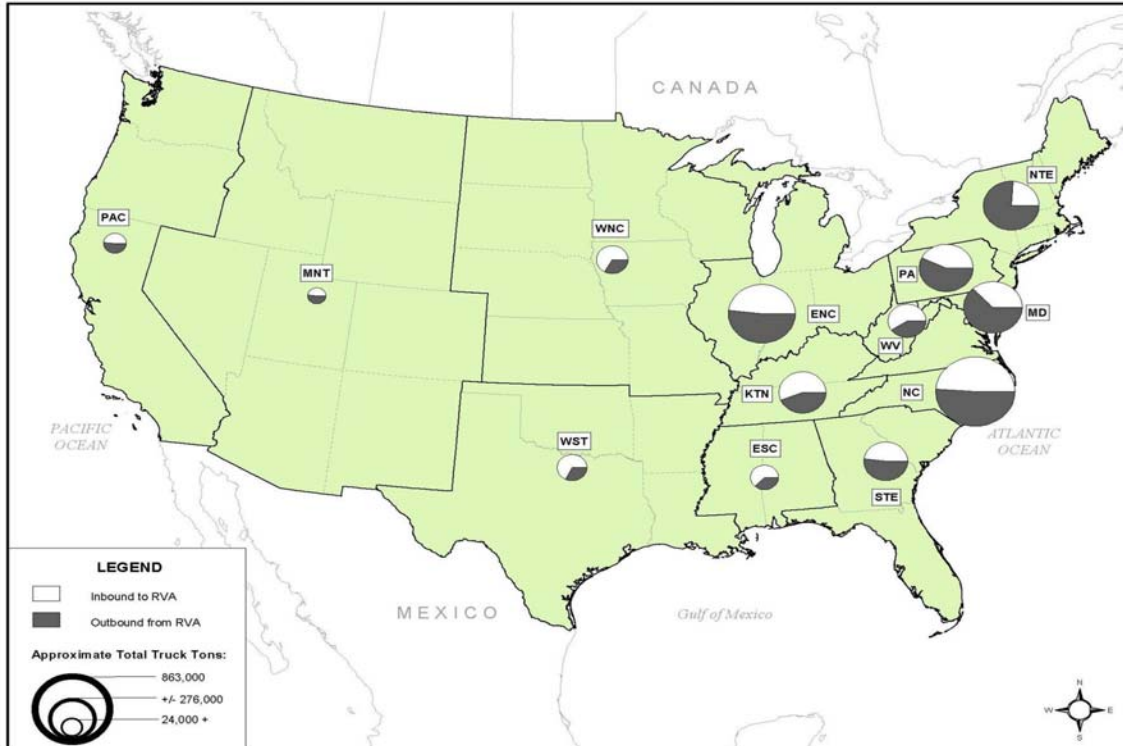 CANADA
NTE
PAC
WNC
PA
MNT
ENC
MD
WV
KTN
NC
PACIFIC
OCEAN
ATLANTIC
OCEAN
WST
ESC
STE
LEGEND
Inbound to RVA
Outbound from RVA
Approximate Total Truck Tons:
863,000
+/- 276,000
24,000 +
MEXICO
Gulf of Mexico
N
W E
S